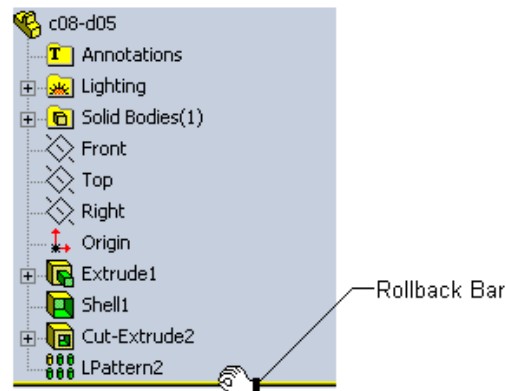 c08-d05
T Annotations
Lighting
Solid Bodies(1)
Front
Top
Right
Origin
Extrude1
Shell1
Cut-Extrude2
LPattern2
Rollback Bar